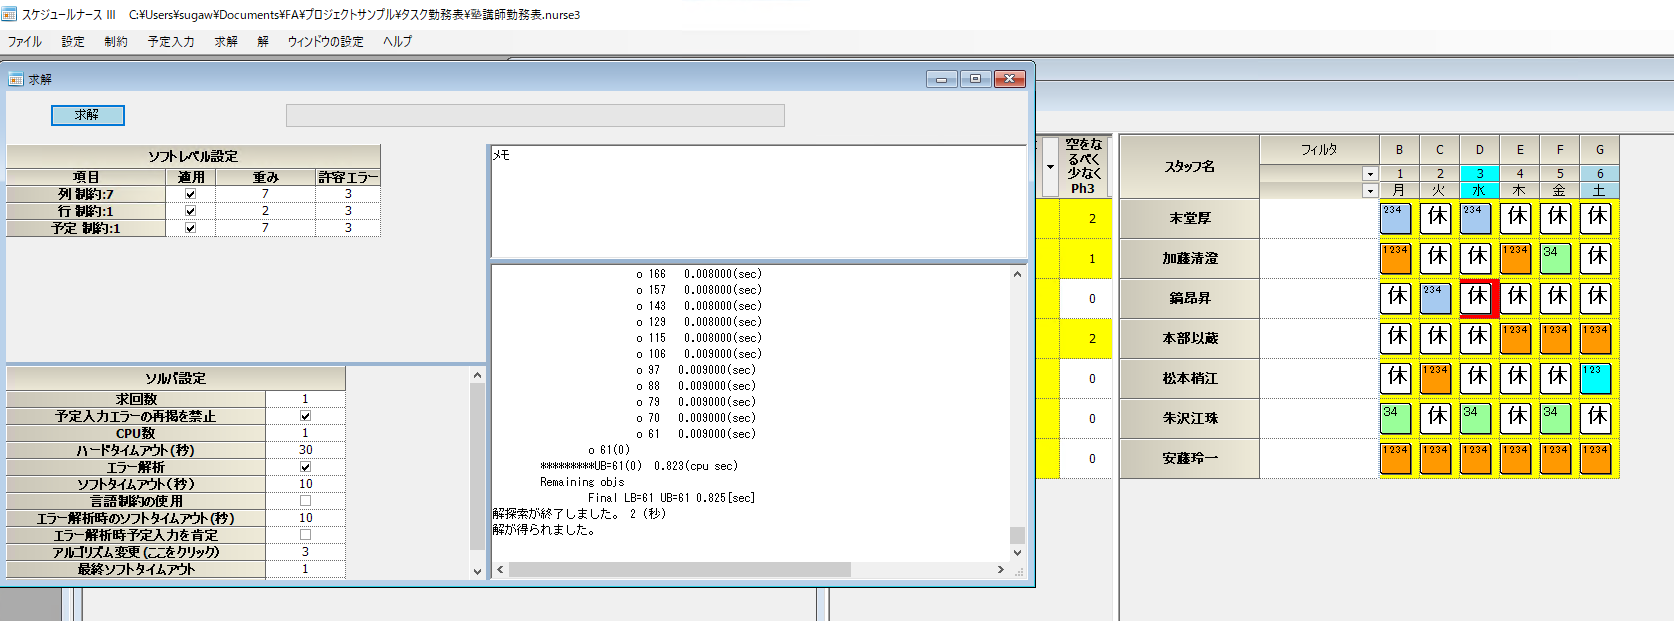 スケジュールナース Ⅲ　C:¥Users¥sugaw¥Documents¥FA¥プロジェクトサンプル¥タスク勤務表¥塾講師勤務表.nurse3
ファイル　設定　制約　予定入力　求解　解　ウィンドウの設定　ヘルプ
求解
求解
ソフトレベル設定
項目　適用　重み　許容エラー
列 制約:7　7　3
行 制約:1　2　3
予定 制約:1　7　3
メモ
o 166 0.008000(sec)
o 157 0.008000(sec)
o 143 0.008000(sec)
o 129 0.008000(sec)
o 115 0.008000(sec)
o 106 0.009000(sec)
o 97 0.009000(sec)
o 88 0.009000(sec)
o 79 0.009000(sec)
o 70 0.009000(sec)
o 61 0.009000(sec)
o 61(0)
*********UB=61(0) 0.823(cpu sec)
Remaining objs
Final LB=61 UB=61 0.825[sec]
解探索が終了しました。 2（秒）
解が得られました。
ソルバ設定
求回数　1
予定入力エラーの再掲を禁止
CPU数　1
ハードタイムアウト(秒)　30
エラー解析
ソフトタイムアウト(秒)　10
言語制約の使用
エラー解析時のソフトタイムアウト(秒)　10
エラー解析時予定入力を肯定
アルゴリズム変更(ここをクリック)　3
最終ソフトタイムアウト　1
空をな
るべく
少なく
Ph3
2
1
0
2
0
0
0
スタッフ名　フィルタ　B　C　D　E　F　G
1　2　3　4　5　6
月　火　水　木　金　土
末堂厚　234　休　234　休　休　休
加藤清澄　1234　休　休　1234　34　休
鎬昂昇　休　234　休　休　休　休
本部以蔵　休　休　休　1234　1234　1234
松本梢江　休　1234　休　休　休　123
朱沢江珠　34　休　34　休　34　休
安藤玲一　1234　1234　1234　1234　1234　1234